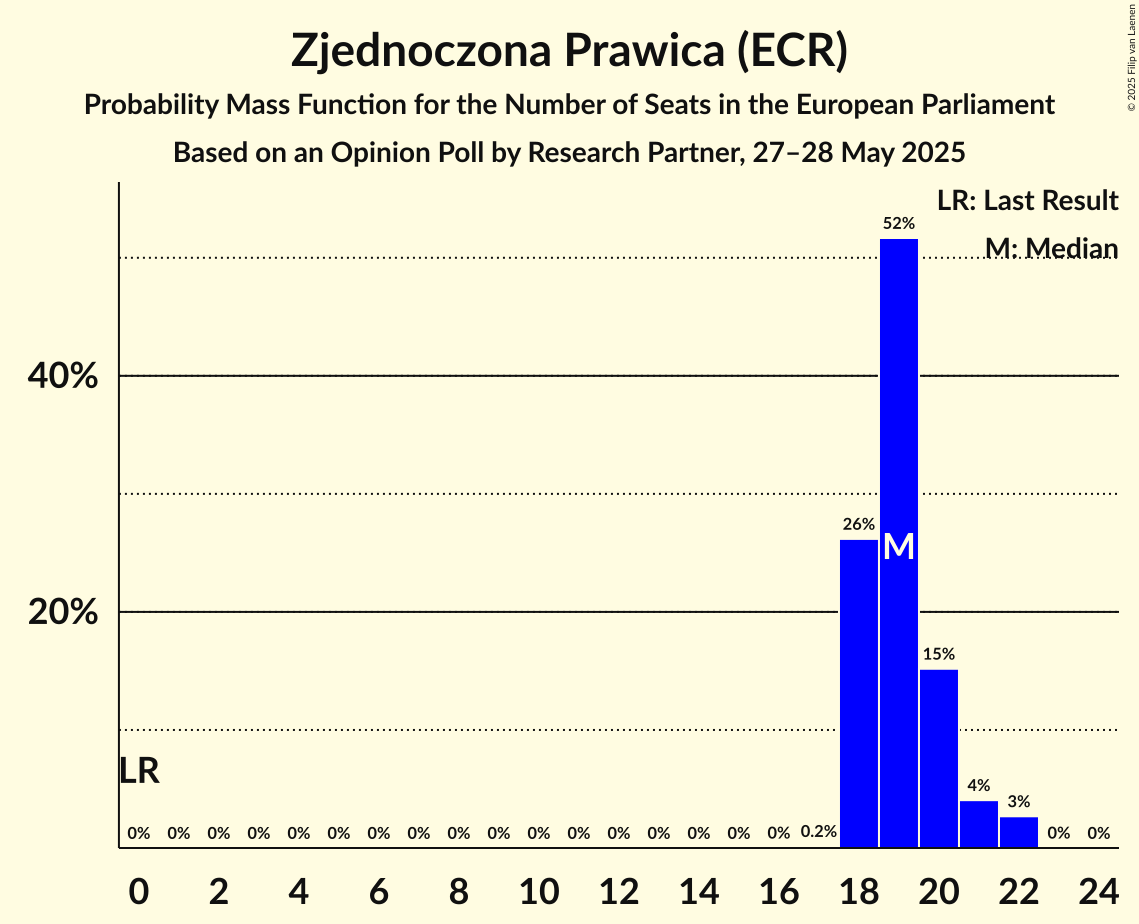 © 2025 Filip van Laenen
Zjednoczona Prawica (ECR)
Probability Mass Function for the Number of Seats in the European Parliament
Based on an Opinion Poll by Research Partner, 27–28 May 2025
LR: Last Result
M: Median
52%
40%
26%
M
20%
15%
LR
4%
3%
0% 0% 0% 0% 0% 0% 0% 0% 0% 0% 0% 0% 0% 0% 0% 0% 0% 0.2% 0% 0%
0 2 4 6 8 10 12 14 16 18 20 22 24